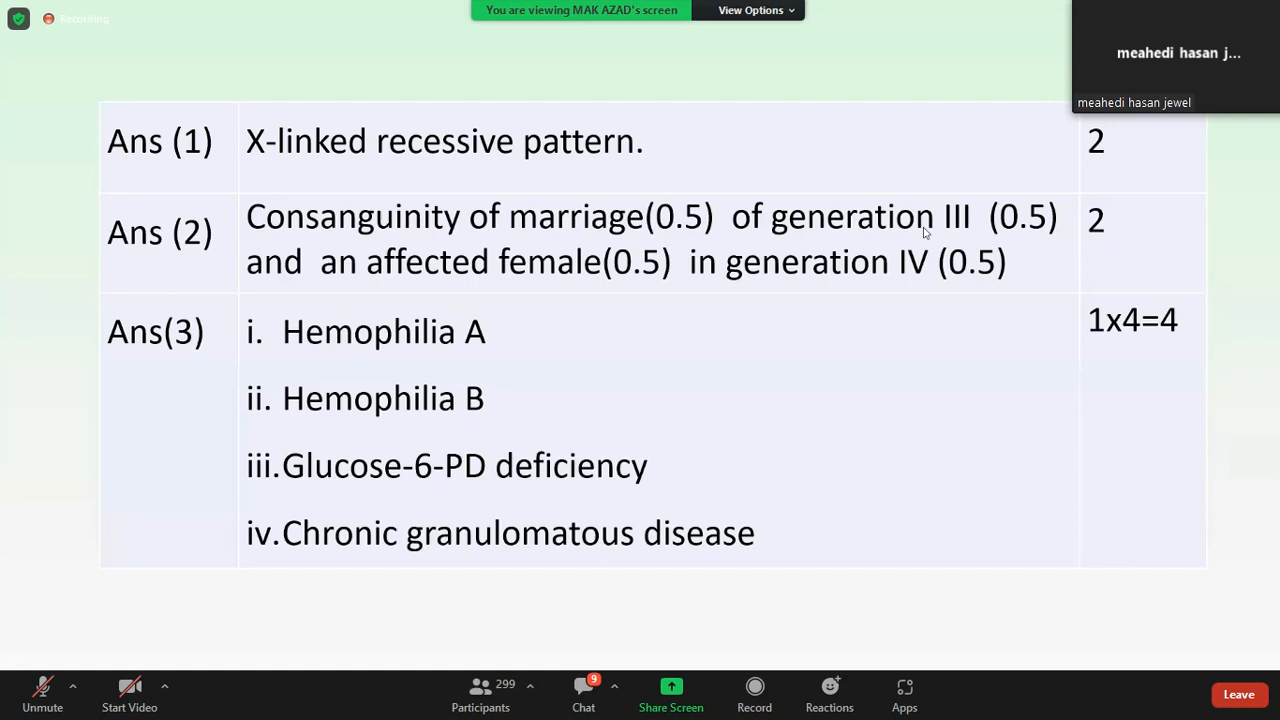 Recording
You are viewing MAK AZAD's screen
View Options
meahedi hasan j...
meahedi hasan jewel
Ans (1) X-linked recessive pattern. 2
Ans (2) Consanguinity of marriage(0.5) of generation III (0.5) 2
and an affected female(0.5) in generation IV (0.5)
Ans(3) i. Hemophilia A 1x4=4
ii. Hemophilia B
iii.Glucose-6-PD deficiency
iv.Chronic granulomatous disease
299
9
Unmute Start Video Participants Chat Share Screen Record Reactions Apps Leave